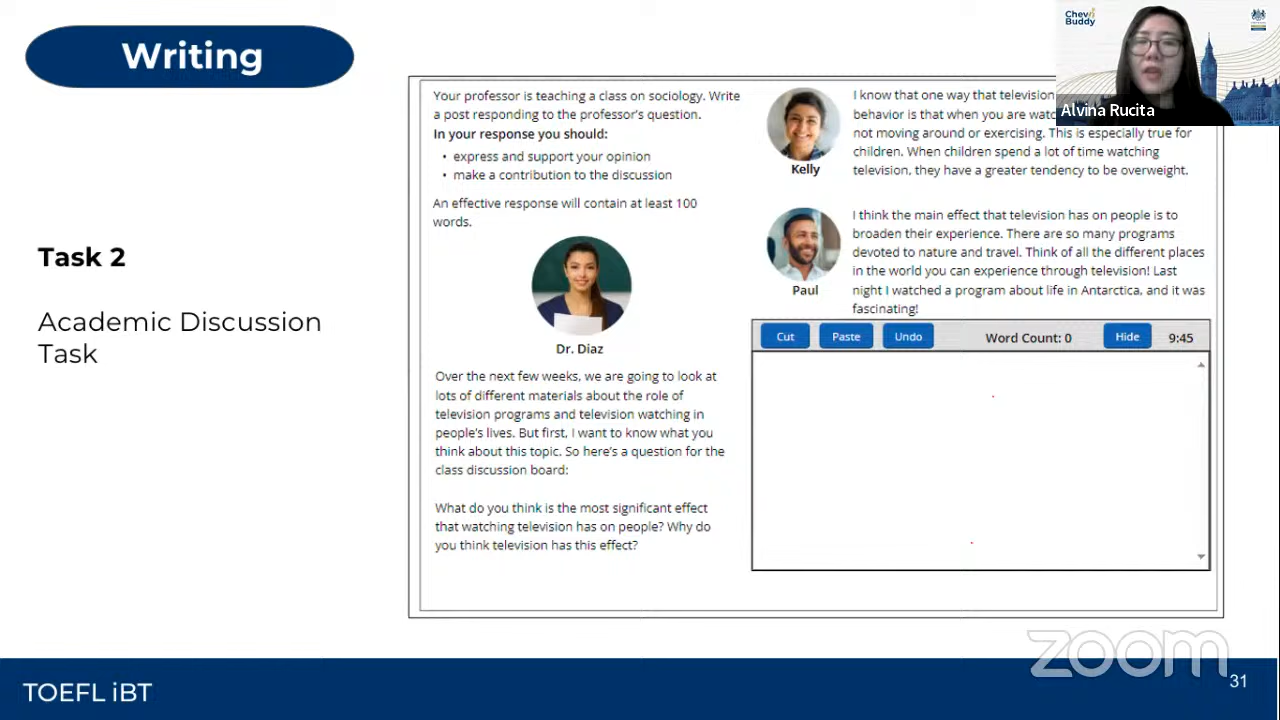 Writing
Task 2
Academic Discussion
Task
Your professor is teaching a class on sociology. Write
a post responding to the professor's question.
In your response you should:
• express and support your opinion
• make a contribution to the discussion
An effective response will contain at least 100
words.
Dr. Diaz
Over the next few weeks, we are going to look at
lots of different materials about the role of
television programs and television watching in
people's lives. But first, I want to know what you
think about this topic. So here's a question for the
class discussion board:
What do you think is the most significant effect
that watching television has on people? Why do
you think television has this effect?
Kelly
I know that one way that television
behavior is that when you are
not moving around or exercising. This is especially true for
children. When children spend a lot of time watching
television, they have a greater tendency to be overweight.
Paul
I think the main effect that television has on people is to
broaden their experience. There are so many programs
devoted to nature and travel. Think of all the different places
in the world you can experience through television! Last
night I watched a program about life in Antarctica, and it was
fascinating!
Cut
Paste
Undo
Word Count: 0
Hide
9:45
Chev
Buddy
Alvina Rucita
zoom
TOEFL iBT
31